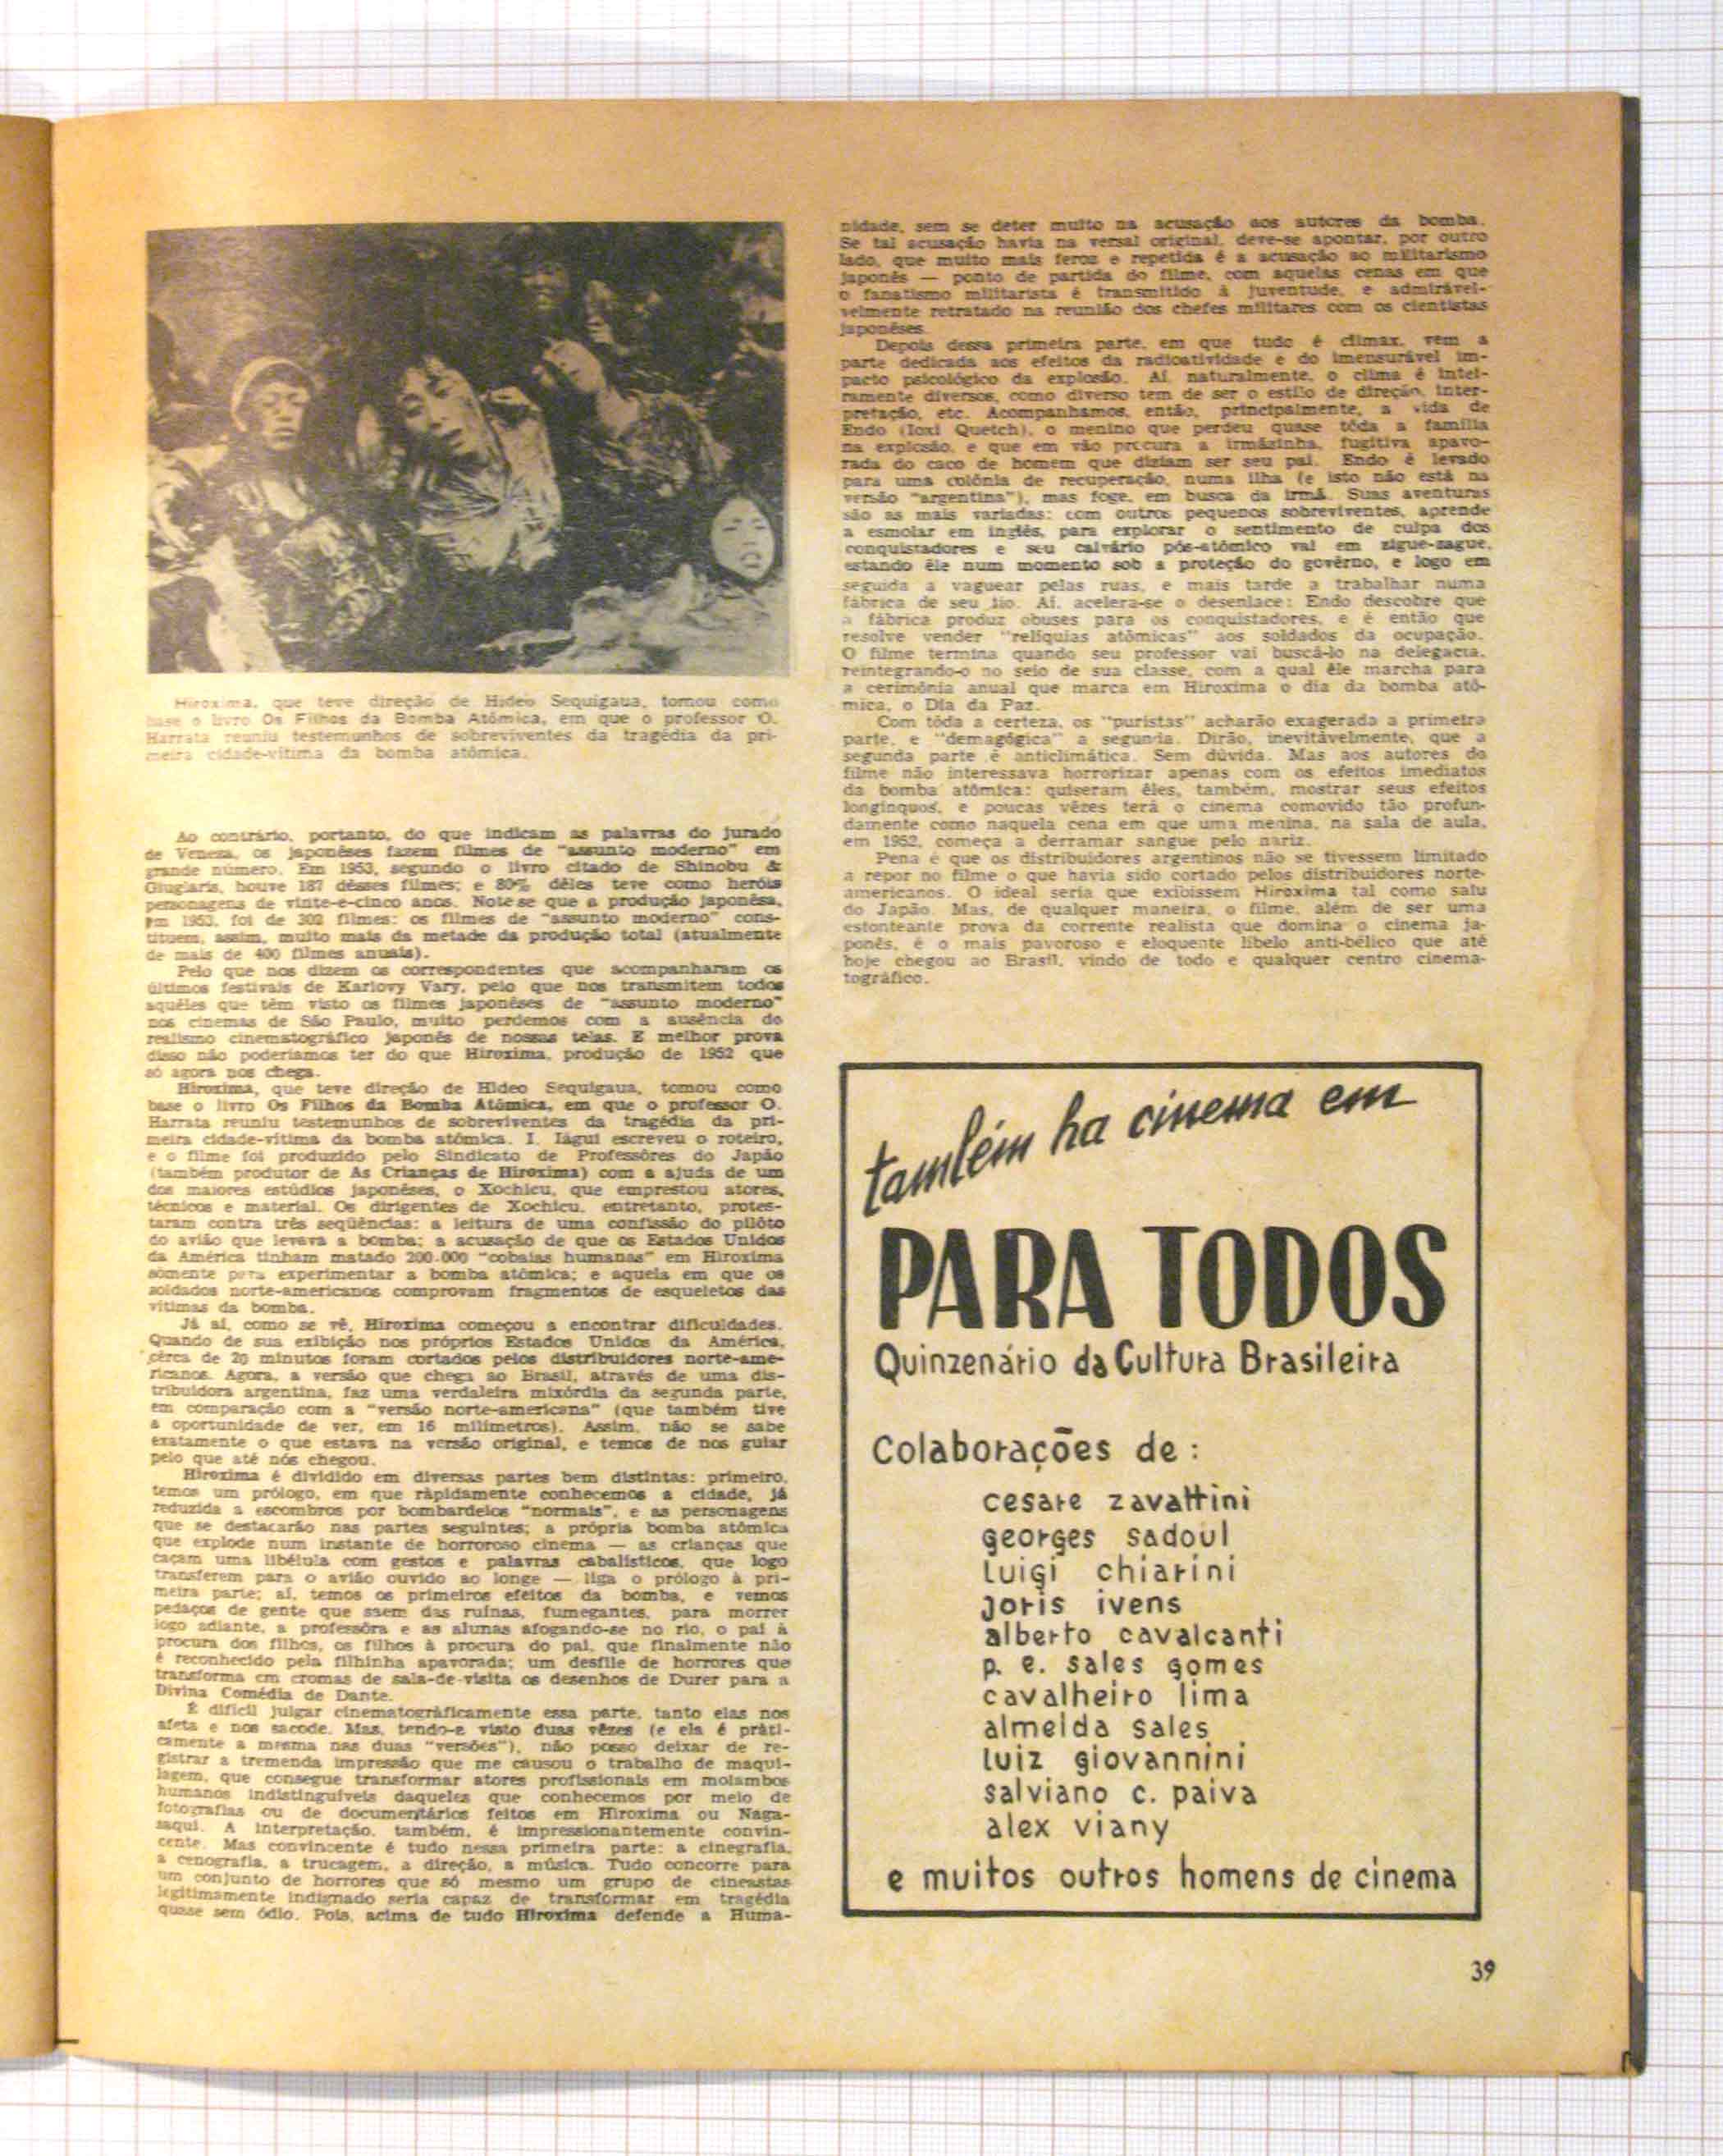 Hiroxima, que teve direção de Hideo Sequigaua, tomou como
base o livro Os Filhos da Bomba Atômica, em que o professor O.
Harrata reuniu testemunhos de sobreviventes da tragédia da pri-
meira cidade-vítima da bomba atômica.
Ao contrário, portanto, do que indicam as palavras do jurado
de Veneza, os japonêses fazem filmes de "assunto moderno" em
grande número. Em 1953, segundo o livro citado de Shinobu &
Giuglaris, houve 187 dêsses filmes; e 80% dêles teve como heróis
personagens de vinte-e-cinco anos. Note-se que a produção japonêsa,
em 1953, foi de 302 filmes: os filmes de "assunto moderno" cons-
tituem, assim, muito mais da metade da produção total (atualmente
de mais de 400 filmes anuais).
Pelo que nos dizem os correspondentes que acompanharam os
últimos festivais de Karlovy Vary, pelo que nos transmitem todos
aquêles que têm visto os filmes japonêses de "assunto moderno"
nos cinemas de São Paulo, muito perdemos com a ausência do
realismo cinematográfico japonês de nossas telas. E melhor prova
disso não poderíamos ter do que Hiroxima, produção de 1952 que
só agora nos chega.
Hiroxima, que teve direção de Hideo Sequigaua, tomou como
base o livro Os Filhos da Bomba Atômica, em que o professor O.
Harrata reuniu testemunhos de sobreviventes da tragédia da pri-
meira cidade-vítima da bomba atômica. I. Iágui escreveu o roteiro,
e o filme foi produzido pelo Sindicato de Professôres do Japão
(também produtor de As Crianças de Hiroxima) com a ajuda de um
dos maiores estúdios japonêses, o Xochicu, que emprestou atores,
técnicos e material. Os dirigentes de Xochicu, entretanto, protes-
taram contra três seqüências: a leitura de uma confissão do pilôto
do avião que levava a bomba; a acusação de que os Estados Unidos
da América tinham matado 200.000 "cobaias humanas" em Hiroxima
sòmente para experimentar a bomba atômica; e aquela em que os
soldados norte-americanos comprovam fragmentos de esqueletos das
vítimas da bomba.
Já aí, como se vê, Hiroxima começou a encontrar dificuldades.
Quando de sua exibição nos próprios Estados Unidos da América,
cêrca de 20 minutos foram cortados pelos distribuidores norte-ame-
ricanos. Agora, a versão que chega ao Brasil, através de uma dis-
tribuidora argentina, faz uma verdaleira mixórdia da segunda parte,
em comparação com a "versão norte-americana" (que também tive
a oportunidade de ver, em 16 milímetros). Assim, não se sabe
exatamente o que estava na versão original, e temos de nos guiar
pelo que até nós chegou.
Hiroxima é dividido em diversas partes bem distintas: primeiro,
temos um prólogo, em que ràpidamente conhecemos a cidade, já
reduzida a escombros por bombardeios "normais", e as personagens
que se destacarão nas partes seguintes; a própria bomba atômica
que explode num instante de horroroso cinema — as crianças que
caçam uma libélula com gestos e palavras cabalísticos, que logo
transferem para o avião ouvido ao longe — liga o prólogo à pri-
meira parte; aí, temos os primeiros efeitos da bomba, e vemos
pedaços de gente que saem das ruínas, fumegantes, para morrer
logo adiante, a professôra e as alunas afogando-se no rio, o pai à
procura dos filhos, os filhos à procura do pai, que finalmente não
é reconhecido pela filhinha apavorada; um desfile de horrores que
transforma em cromas de sala-de-visita os desenhos de Durer para a
Divina Comédia de Dante.
É difícil julgar cinematogràficamente essa parte, tanto elas nos
afeta e nos sacode. Mas, tendo-a visto duas vêzes (e ela é pràti-
camente a mesma nas duas "versões"), não posso deixar de re-
gistrar a tremenda impressão que me causou o trabalho de maqui-
lagem, que consegue transformar atores profissionais em molambos
humanos indistinguíveis daqueles que conhecemos por meio de
fotografias ou de documentários feitos em Hiroxima ou Naga-
saqui. A interpretação, também, é impressionantemente convin-
cente. Mas convincente é tudo nessa primeira parte: a cinegrafia,
a cenografia, a trucagem, a direção, a música. Tudo concorre para
um conjunto de horrores que só mesmo um grupo de cineastas
legìtimamente indignado seria capaz de transformar em tragédia
quase sem ódio. Pois, acima de tudo Hiroxima defende a Huma-
nidade, sem se deter muito na acusação aos autores da bomba.
Se tal acusação havia na versal original, deve-se apontar, por outro
lado, que muito mais feroz e repetida é a acusação ao militarismo
japonês — ponto de partida do filme, com aquelas cenas em que
o fanatismo militarista é transmitido à juventude, e admiràvel-
velmente retratado na reunião dos chefes militares com os cientistas
japonêses.
Depois dessa primeira parte, em que tudo é clímax, vem a
parte dedicada aos efeitos da radioatividade e do imensurável im-
pacto psicológico da explosão. Aí, naturalmente, o clima é intei-
ramente diversos, como diverso tem de ser o estilo de direção, inter-
pretação, etc. Acompanhamos, então, principalmente, a vida de
Endo (Ioxi Quetch), o menino que perdeu quase tôda a família
na explosão, e que em vão procura a irmãzinha, fugitiva apavo-
rada do caco de homem que diziam ser seu pai. Endo é levado
para uma colônia de recuperação, numa ilha (e isto não está na
versão "argentina"), mas foge, em busca da irmã. Suas aventuras
são as mais variadas: com outros pequenos sobreviventes, aprende
a esmolar em inglês, para explorar o sentimento de culpa dos
conquistadores e seu calvário pós-atômico vai em zigue-zague,
estando êle num momento sob a proteção do govêrno, e logo em
seguida a vaguear pelas ruas, e mais tarde a trabalhar numa
fábrica de seu tio. Aí, acelera-se o desenlace: Endo descobre que
a fábrica produz obuses para os conquistadores, e é então que
resolve vender "relíquias atômicas" aos soldados da ocupação.
O filme termina quando seu professor vai buscá-lo na delegacia,
reintegrando-o no seio de sua classe, com a qual êle marcha para
a cerimônia anual que marca em Hiroxima o dia da bomba atô-
mica, o Dia da Paz.
Com tôda a certeza, os "puristas" acharão exagerada a primeira
parte, e "demagógica" a segunda. Dirão, inevitàvelmente, que a
segunda parte é anticlimática. Sem dúvida. Mas aos autores do
filme não interessava horrorizar apenas com os efeitos imediatos
da bomba atômica: quiseram êles, também, mostrar seus efeitos
longínquos, e poucas vêzes terá o cinema comovido tão profun-
damente como naquela cena em que uma menina, na sala de aula,
em 1952, começa a derramar sangue pelo nariz.
Pena é que os distribuidores argentinos não se tivessem limitado
a repor no filme o que havia sido cortado pelos distribuidores norte-
americanos. O ideal seria que exibissem Hiroxima tal como saiu
do Japão. Mas, de qualquer maneira, o filme, além de ser uma
estonteante prova da corrente realista que domina o cinema ja-
ponês, é o mais pavoroso e eloquente libelo anti-bélico que até
hoje chegou ao Brasil, vindo de todo e qualquer centro cinema-
tográfico.
também ha cinema em
PARA TODOS
Quinzenário da Cultura Brasileira
Colaborações de :
cesare zavattini
georges sadoul
luigi chiarini
joris ivens
alberto cavalcanti
p. e. sales gomes
cavalheiro lima
almeida sales
luiz giovannini
salviano c. paiva
alex viany
e muitos outros homens de cinema
39